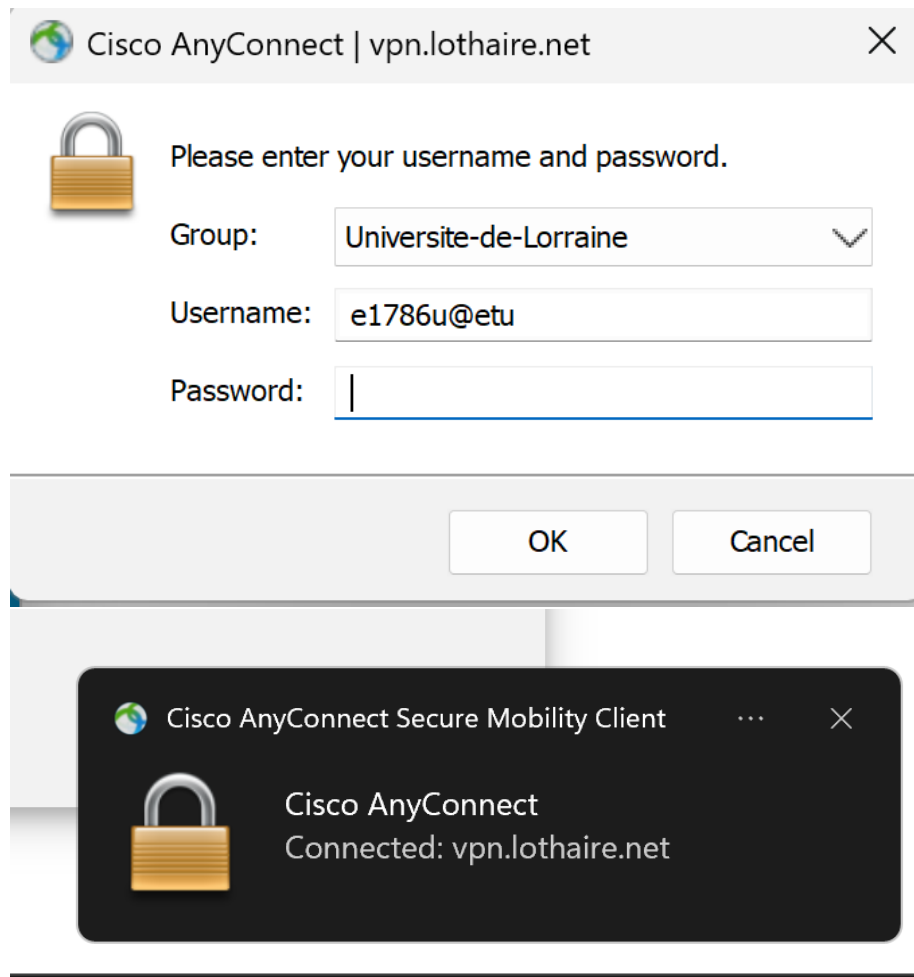 Cisco AnyConnect | vpn.lothaire.net
Please enter your username and password.
Group: Universite-de-Lorraine
Username: e1786u@etu
Password:
OK Cancel
Cisco AnyConnect Secure Mobility Client
Cisco AnyConnect
Connected: vpn.lothaire.net